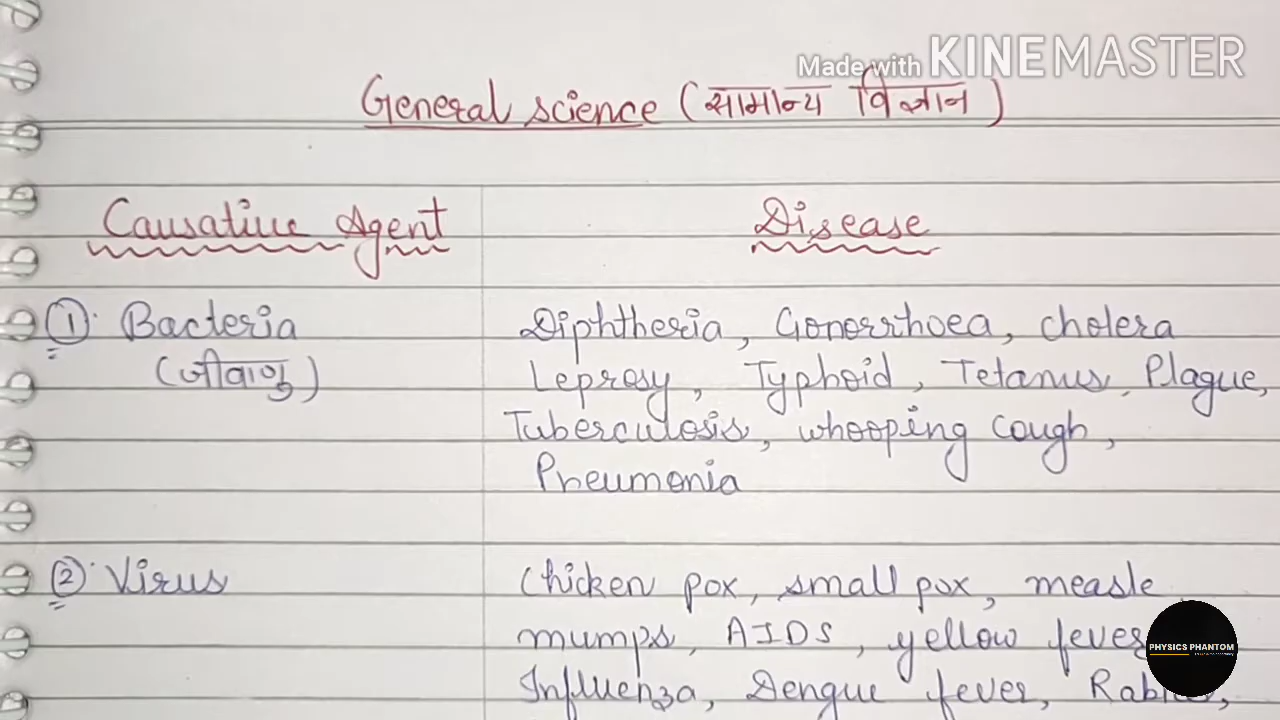 Made with KINEMASTER
General science (सामान्य विज्ञान)
Causative Agent
Disease
① Bacteria
(जीवाणु)
Diphtheria, Gonorrhoea, cholera
Leprosy, Typhoid, Tetanus, Plague,
Tuberculosis, whooping cough,
Pneumonia
② Virus
Chicken pox, small pox, measle
mumps, AIDS, yellow fever
Influenza, Dengue fever,
PHYSICS PHANTOM